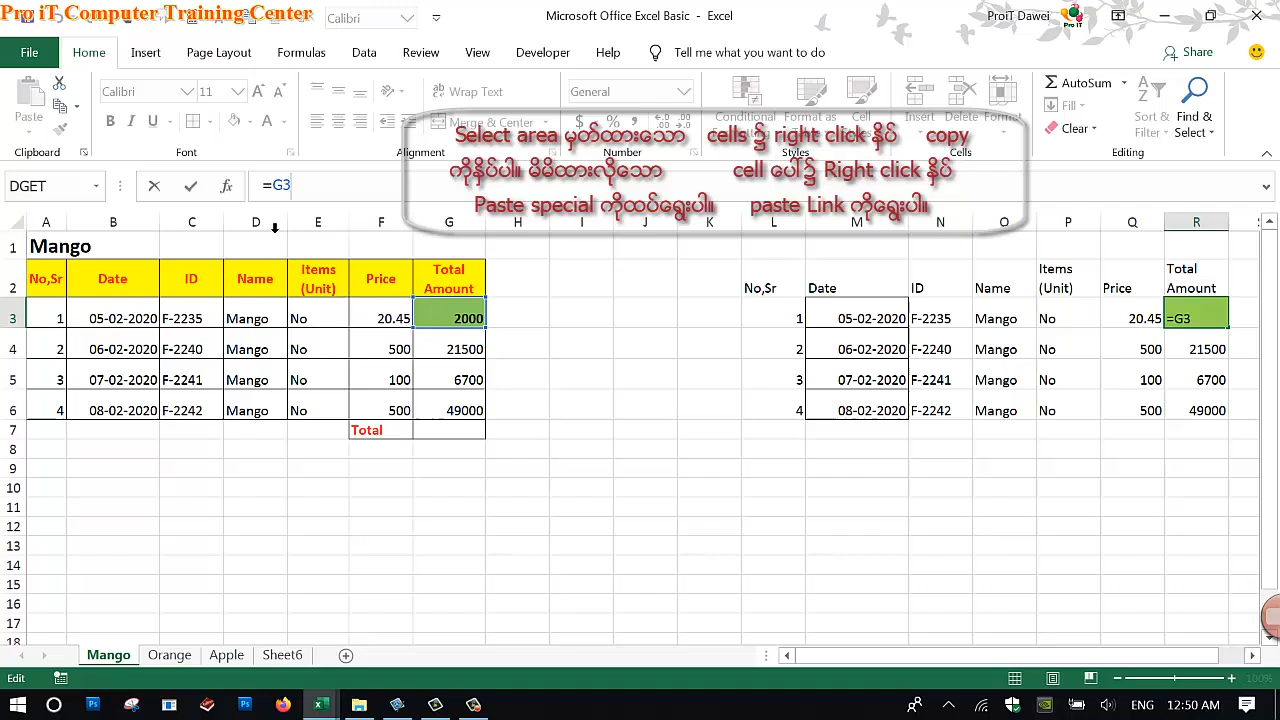 Pro iT Computer Training Center
Calibri
Microsoft Office Excel Basic - Excel
ProiT Dawei
File Home Insert Page Layout Formulas Data Review View Developer Help Tell me what you want to do Share
Paste Calibri 11 Wrap Text General AutoSum
Merge & Center Conditional Format as Cell Insert Delete Format Fill Sort & Find &
B I U Clear Filter Select
Clipboard Font Alignment Number Styles Cells Editing
Select area မှတ်ထားသော cells ၌ right click နှိပ် copy
ကိုနှိပ်ပါ။ မိမိထားလိုသော cell ပေါ်၌ Right click နှိပ်
Paste special ကိုထပ်ရွေးပါ။ paste Link ကိုရွေးပါ။
DGET fx =G3
A B C D E F G H I J K L M N O P Q R
1 Mango
2 No,Sr Date ID Name Items (Unit) Price Total Amount No,Sr Date ID Name Items (Unit) Price Total Amount
3 1 05-02-2020 F-2235 Mango No 20.45 2000 1 05-02-2020 F-2235 Mango No 20.45 =G3
4 2 06-02-2020 F-2240 Mango No 500 21500 2 06-02-2020 F-2240 Mango No 500 21500
5 3 07-02-2020 F-2241 Mango No 100 6700 3 07-02-2020 F-2241 Mango No 100 6700
6 4 08-02-2020 F-2242 Mango No 500 49000 4 08-02-2020 F-2242 Mango No 500 49000
7 Total
8
9
10
11
12
13
14
15
16
17
18
Mango Orange Apple Sheet6
Edit 100%
ENG 12:50 AM